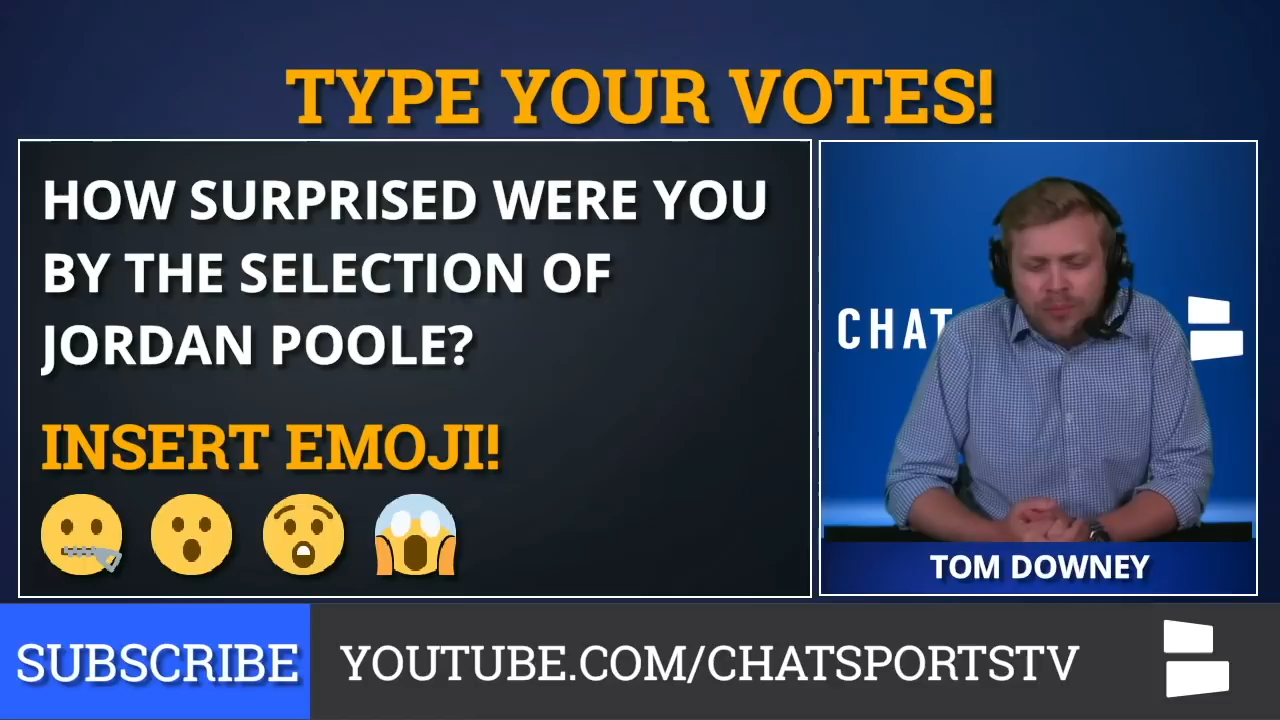 TYPE YOUR VOTES!
HOW SURPRISED WERE YOU
BY THE SELECTION OF
JORDAN POOLE?
INSERT EMOJI!
CHAT
TOM DOWNEY
SUBSCRIBE
YOUTUBE.COM/CHATSPORTSTV